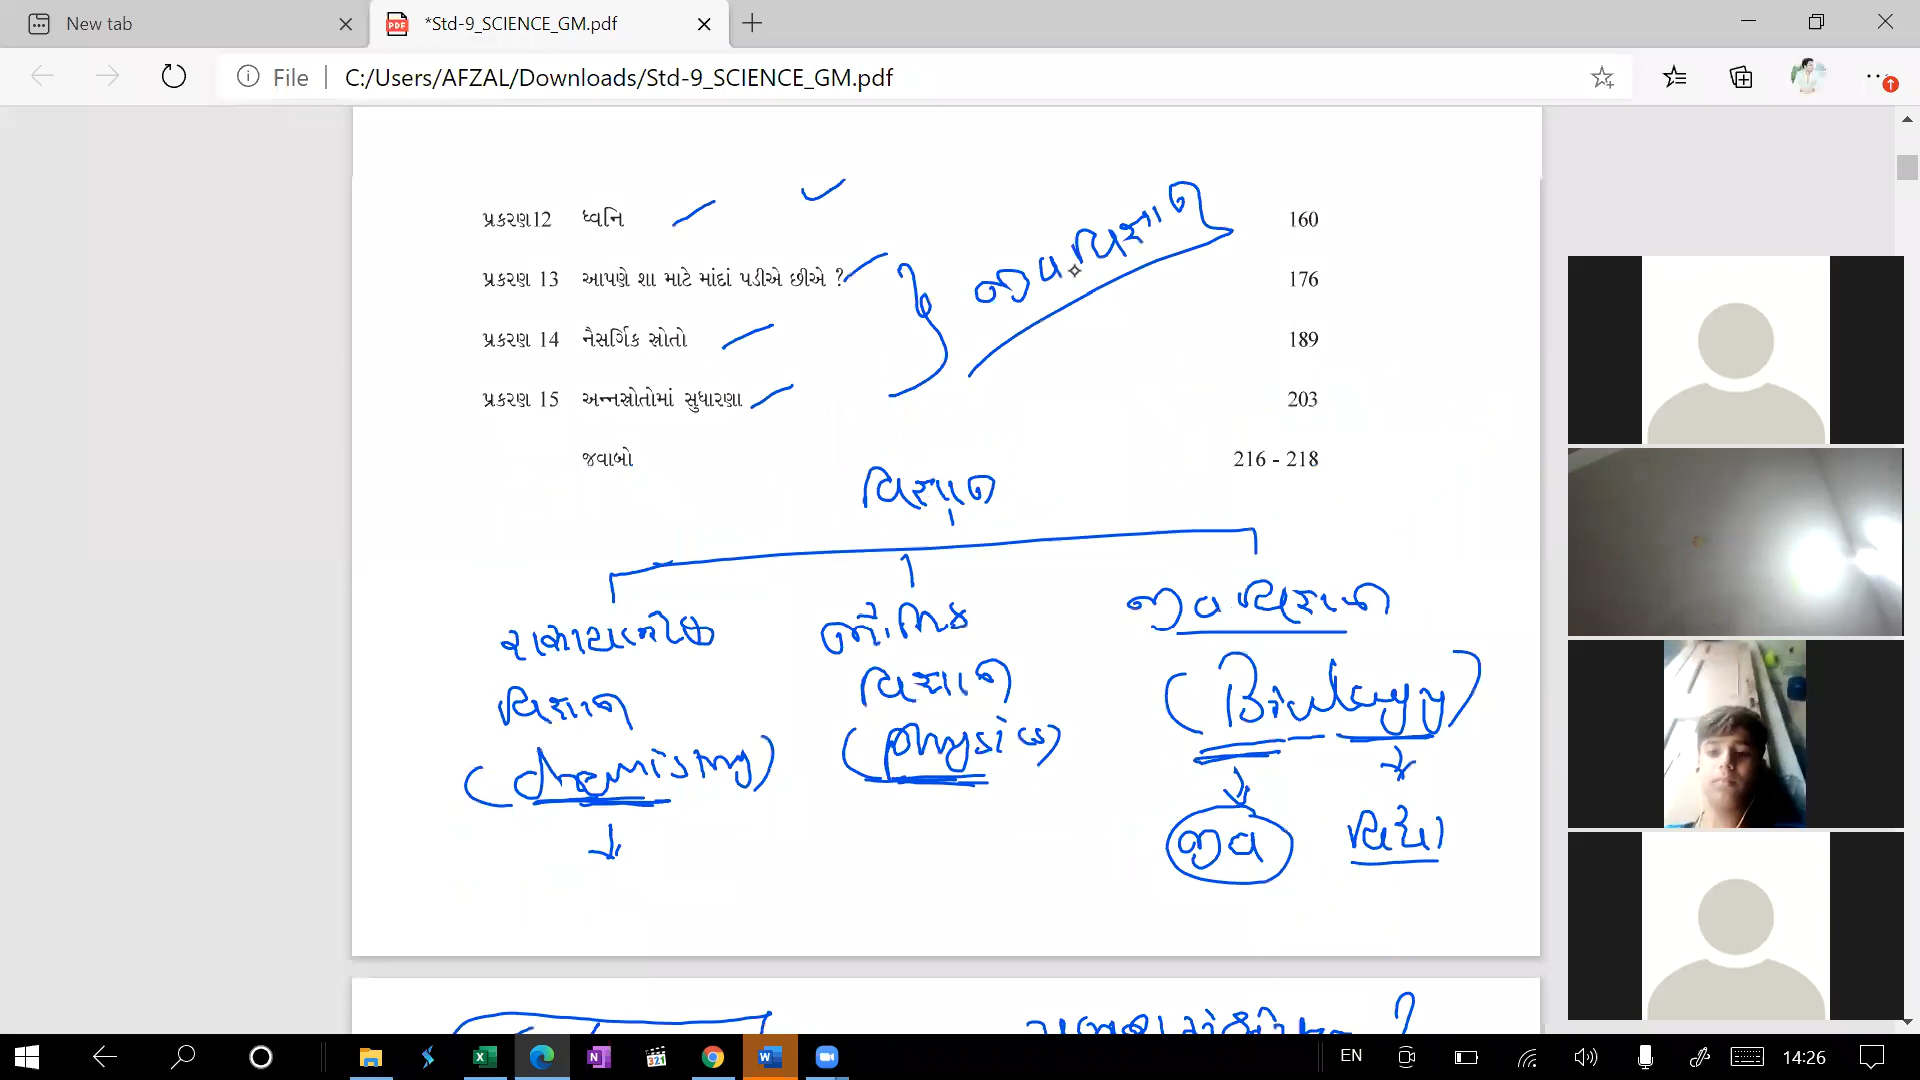 New tab
*Std-9_SCIENCE_GM.pdf
File C:/Users/AFZAL/Downloads/Std-9_SCIENCE_GM.pdf
પ્રકરણ12 ધ્વનિ 160
પ્રકરણ 13 આપણે શા માટે માંદાં પડીએ છીએ ? 176
જીવવિજ્ઞાન
પ્રકરણ 14 નૈસર્ગિક સ્રોતો 189
પ્રકરણ 15 અન્નસ્રોતોમાં સુધારણા 203
જવાબો 216 - 218
વિજ્ઞાન
ભૌતિક જીવવિજ્ઞાન
વિજ્ઞાન વિજ્ઞાન (Biology)
(chemistry) (physics)
જીવ વિદ્યા
?
EN 14:26